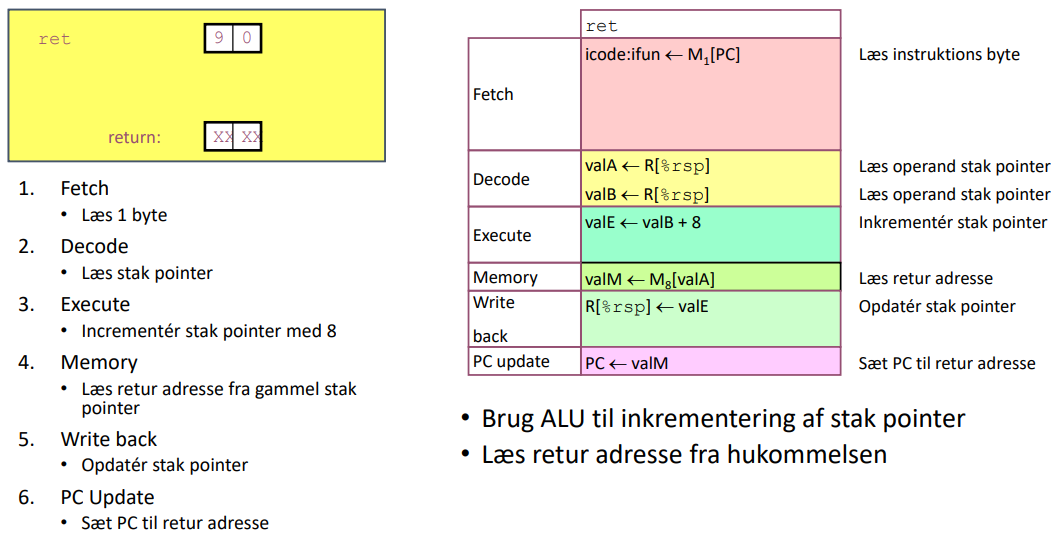 ret 9 0
return: XX XX
1. Fetch
• Læs 1 byte
2. Decode
• Læs stak pointer
3. Execute
• Incrementér stak pointer med 8
4. Memory
• Læs retur adresse fra gammel stak
pointer
5. Write back
• Opdatér stak pointer
6. PC Update
• Sæt PC til retur adresse
ret
Fetch icode:ifun ← M₁[PC] Læs instruktions byte
Decode valA ← R[%rsp] Læs operand stak pointer
valB ← R[%rsp] Læs operand stak pointer
Execute valE ← valB + 8 Inkrementér stak pointer
Memory valM ← M₈[valA] Læs retur adresse
Write R[%rsp] ← valE Opdatér stak pointer
back
PC update PC ← valM Sæt PC til retur adresse
• Brug ALU til inkrementering af stak pointer
• Læs retur adresse fra hukommelsen